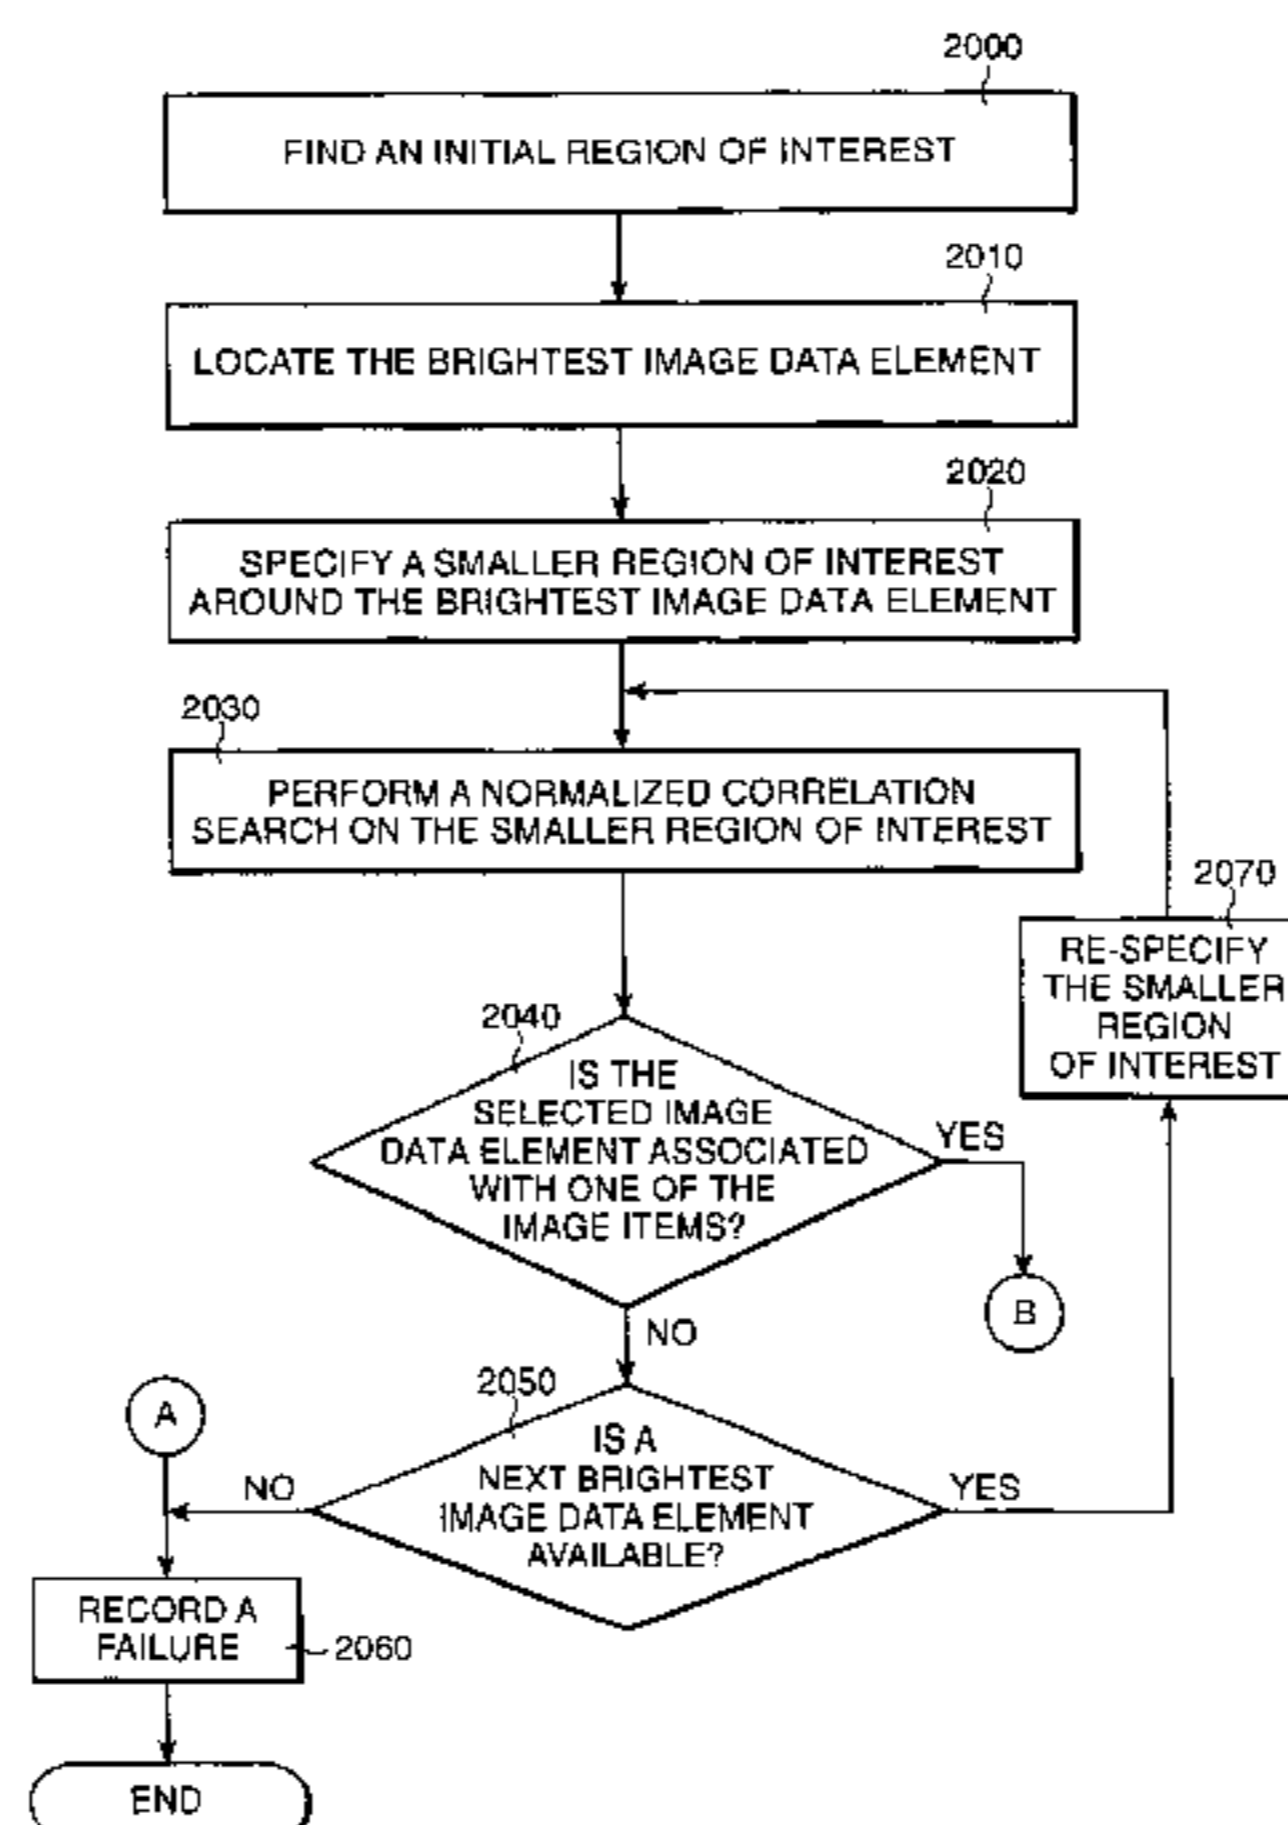 2000
FIND AN INITIAL REGION OF INTEREST
2010
LOCATE THE BRIGHTEST IMAGE DATA ELEMENT
2020
SPECIFY A SMALLER REGION OF INTEREST
AROUND THE BRIGHTEST IMAGE DATA ELEMENT
2030
PERFORM A NORMALIZED CORRELATION
SEARCH ON THE SMALLER REGION OF INTEREST
2070
RE-SPECIFY
THE SMALLER
REGION
OF INTEREST
2040
IS THE
SELECTED IMAGE
DATA ELEMENT ASSOCIATED
WITH ONE OF THE
IMAGE ITEMS?
YES
B
NO
2050
A
IS A
NEXT BRIGHTEST
IMAGE DATA ELEMENT
AVAILABLE?
NO
YES
RECORD A
FAILURE
2060
END